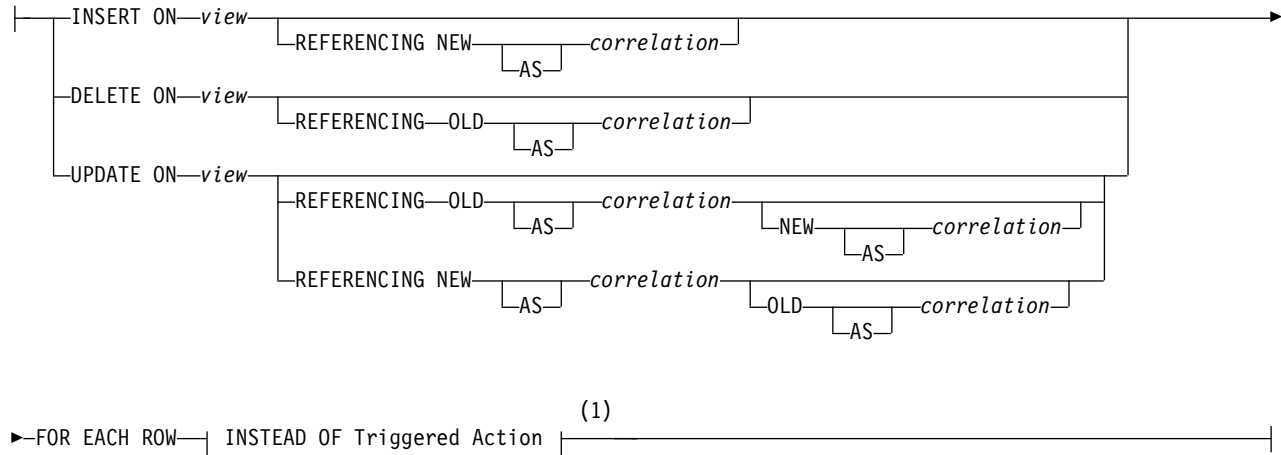 INSERT ON view
REFERENCING NEW correlation
AS
DELETE ON view
REFERENCING OLD correlation
AS
UPDATE ON view
REFERENCING OLD correlation
AS
NEW correlation
AS
REFERENCING NEW correlation
AS
OLD correlation
AS
(1)
FOR EACH ROW INSTEAD OF Triggered Action